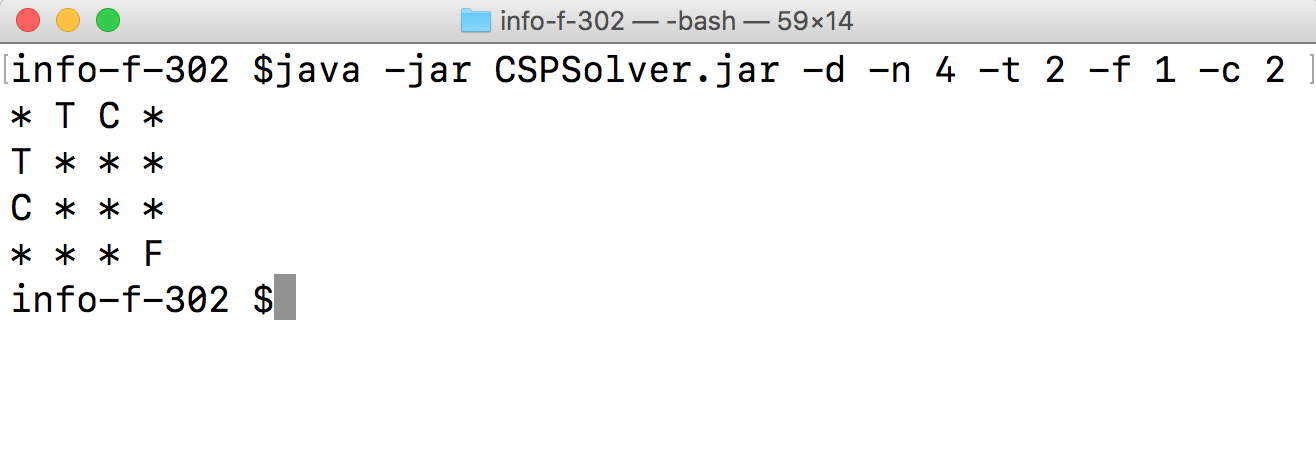 info-f-302 — -bash — 59×14
[info-f-302 $java -jar CSPSolver.jar -d -n 4 -t 2 -f 1 -c 2 ]
* T C *
T * * *
C * * *
* * * F
info-f-302 $